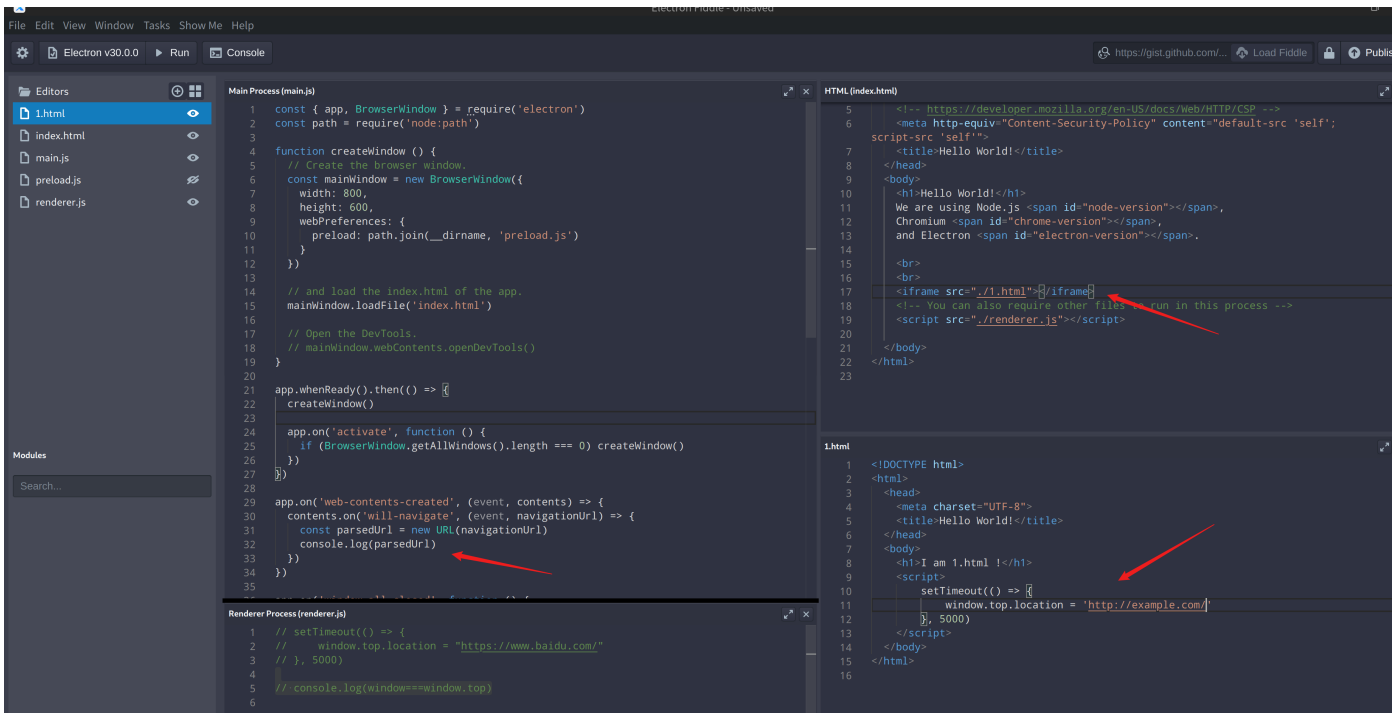 Electron Fiddle - Unsaved
File Edit View Window Tasks Show Me Help
Electron v30.0.0 Run Console https://gist.github.com/... Load Fiddle Publis
Editors
1.html
index.html
main.js
preload.js
renderer.js
Modules
Search...
Main Process (main.js)
1 const { app, BrowserWindow } = require('electron')
2 const path = require('node:path')
3
4 function createWindow () {
5 // Create the browser window.
6 const mainWindow = new BrowserWindow({
7 width: 800,
8 height: 600,
9 webPreferences: {
10 preload: path.join(__dirname, 'preload.js')
11 }
12 })
13
14 // and load the index.html of the app.
15 mainWindow.loadFile('index.html')
16
17 // Open the DevTools.
18 // mainWindow.webContents.openDevTools()
19 }
20
21 app.whenReady().then(() => {
22 createWindow()
23
24 app.on('activate', function () {
25 if (BrowserWindow.getAllWindows().length === 0) createWindow()
26 })
27 })
28
29 app.on('web-contents-created', (event, contents) => {
30 contents.on('will-navigate', (event, navigationUrl) => {
31 const parsedUrl = new URL(navigationUrl)
32 console.log(parsedUrl)
33 })
34 })
35
Renderer Process (renderer.js)
1 // setTimeout(() => {
2 // window.top.location = "https://www.baidu.com/"
3 // }, 5000)
4
5 // console.log(window===window.top)
6
HTML (index.html)
5 <!-- https://developer.mozilla.org/en-US/docs/Web/HTTP/CSP -->
6 <meta http-equiv="Content-Security-Policy" content="default-src 'self';
script-src 'self'">
7 <title>Hello World!</title>
8 </head>
9 <body>
10 <h1>Hello World!</h1>
11 We are using Node.js <span id="node-version"></span>,
12 Chromium <span id="chrome-version"></span>,
13 and Electron <span id="electron-version"></span>.
14
15 <br>
16 <br>
17 <iframe src="./1.html"></iframe>
18 <!-- You can also require other files to run in this process -->
19 <script src="./renderer.js"></script>
20
21 </body>
22 </html>
23
1.html
1 <!DOCTYPE html>
2 <html>
3 <head>
4 <meta charset="UTF-8">
5 <title>Hello World!</title>
6 </head>
7 <body>
8 <h1>I am 1.html !</h1>
9 <script>
10 setTimeout(() => {
11 window.top.location = 'http://example.com/'
12 }, 5000)
13 </script>
14 </body>
15 </html>
16